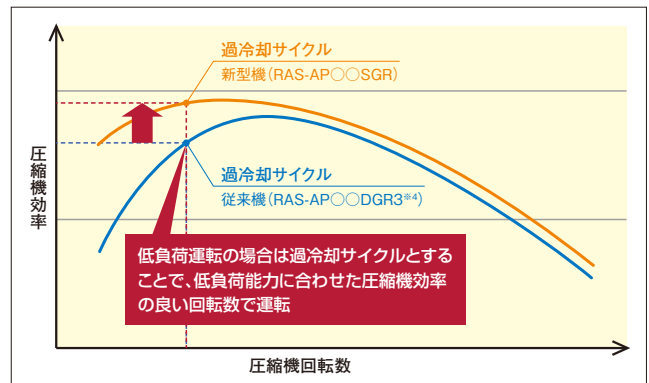 過冷却サイクル
新型機(RAS-AP○○SGR)
過冷却サイクル
従来機(RAS-AP○○DGR3※4)
圧縮機効率
低負荷運転の場合は過冷却サイクルとする
ことで、低負荷能力に合わせた圧縮機効率
の良い回転数で運転
圧縮機回転数